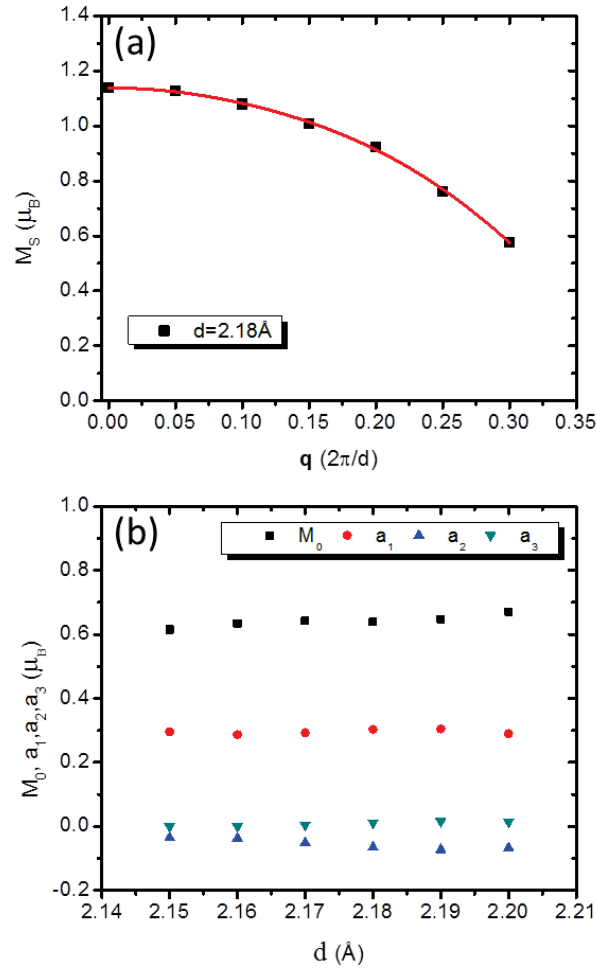 (a)
1.4
1.2
1.0
0.8
0.6
0.4
0.2
0.0
M_S (μ_B)
d=2.18Å
0.00 0.05 0.10 0.15 0.20 0.25 0.30 0.35
q (2π/d)
(b)
M_0 a_1 a_2 a_3
1.0
0.8
0.6
0.4
0.2
0.0
-0.2
M_0, a_1,a_2,a_3 (μ_B)
2.14 2.15 2.16 2.17 2.18 2.19 2.20 2.21
d (Å)